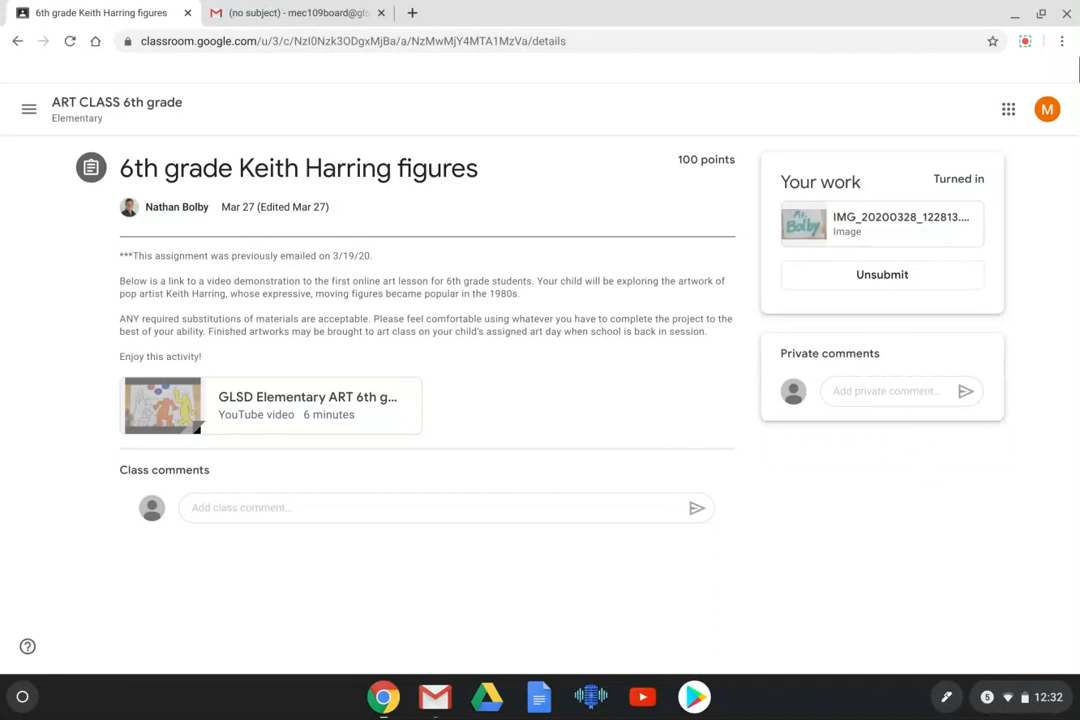 6th grade Keith Harring figures
(no subject) - mec109board@gls
classroom.google.com/u/3/c/NzI0Nzk3ODgxMjBa/a/NzMwMjY4MTA1MzVa/details
ART CLASS 6th grade
Elementary
M
6th grade Keith Harring figures
100 points
Nathan Bolby Mar 27 (Edited Mar 27)
***This assignment was previously emailed on 3/19/20.
Below is a link to a video demonstration to the first online art lesson for 6th grade students. Your child will be exploring the artwork of
pop artist Keith Harring, whose expressive, moving figures became popular in the 1980s.
ANY required substitutions of materials are acceptable. Please feel comfortable using whatever you have to complete the project to the
best of your ability. Finished artworks may be brought to art class on your child's assigned art day when school is back in session.
Enjoy this activity!
GLSD Elementary ART 6th g...
YouTube video 6 minutes
Class comments
Add class comment...
Your work
Turned in
Mr.
Bolby
IMG_20200328_122813....
Image
Unsubmit
Private comments
Add private comment...
5
12:32